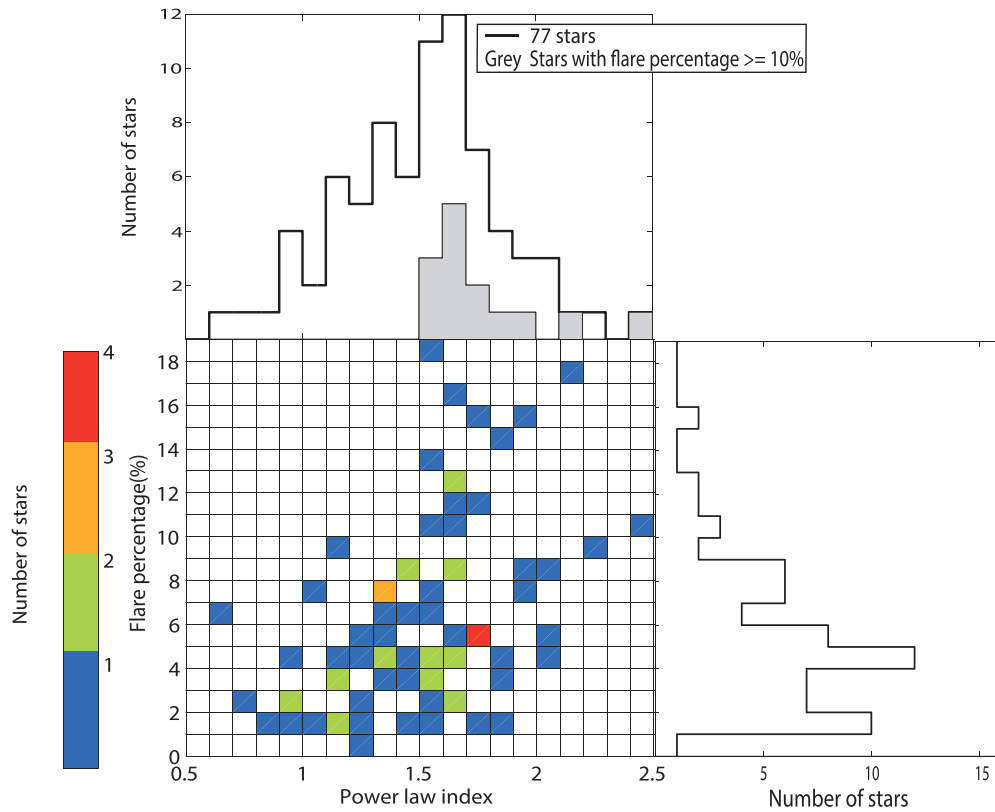 12
10
8
6
4
2
Number of stars
77 stars
Grey Stars with flare percentage >= 10%
4
3
2
1
Number of stars
18
16
14
12
10
8
6
4
2
0
Flare percentage(%)
0.5 1 1.5 2 2.5
Power law index
5 10 15
Number of stars